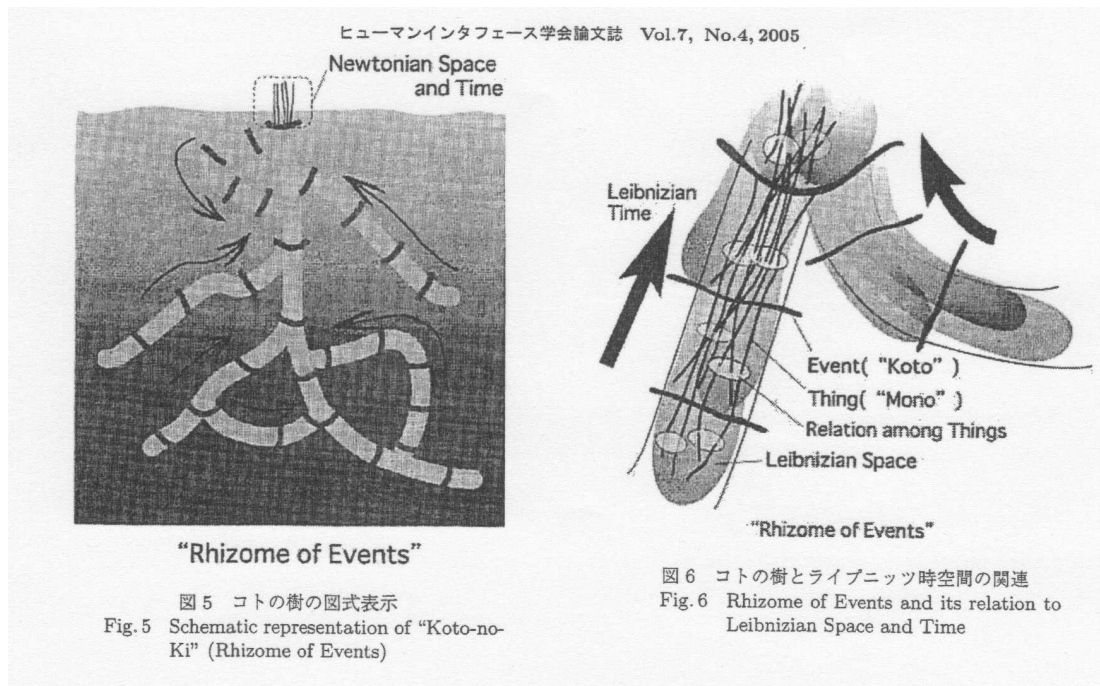 ヒューマンインタフェース学会論文誌 Vol.7, No.4, 2005
Newtonian Space
and Time
"Rhizome of Events"
図5 コトの樹の図式表示
Fig. 5 Schematic representation of "Koto-no-
Ki" (Rhizome of Events)
Leibnizian
Time
Event( "Koto" )
Thing( "Mono" )
Relation among Things
Leibnizian Space
"Rhizome of Events"
図6 コトの樹とライプニッツ時空間の関連
Fig. 6 Rhizome of Events and its relation to
Leibnizian Space and Time